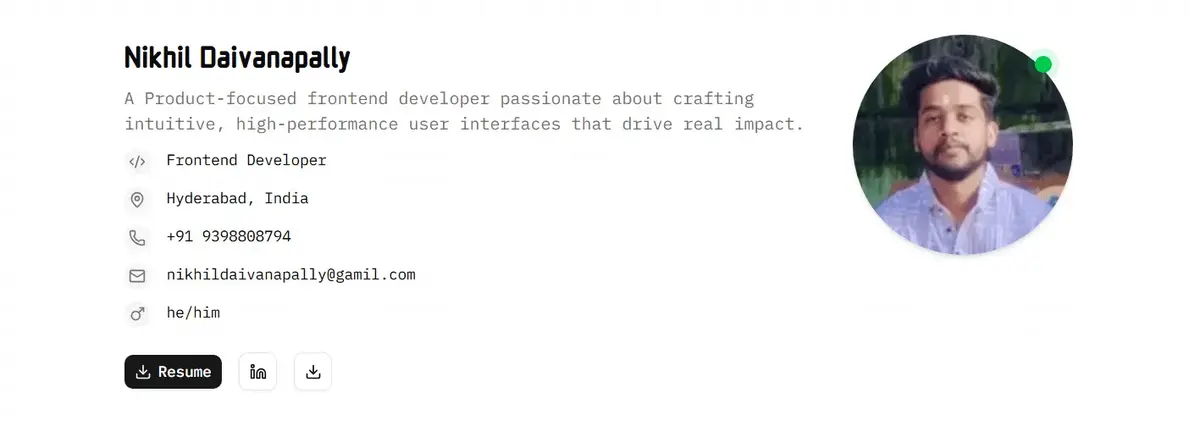 Nikhil Daivanapally
A Product-focused frontend developer passionate about crafting
intuitive, high-performance user interfaces that drive real impact.
Frontend Developer
Hyderabad, India
+91 9398808794
nikhildaivanapally@gamil.com
he/him
Resume